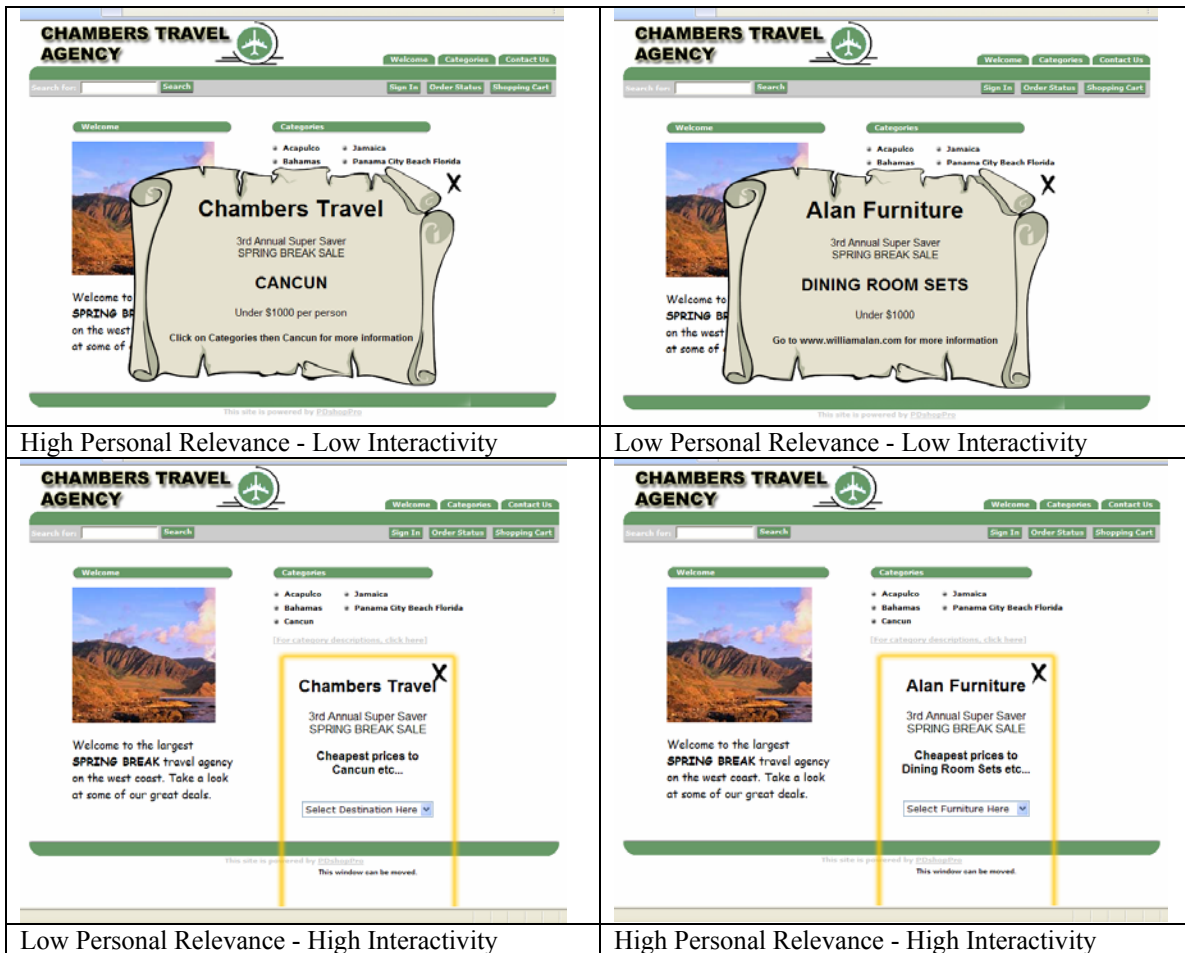 CHAMBERS TRAVEL
AGENCY
Welcome Categories Contact Us
Search for: Search Sign In Order Status Shopping Cart
Welcome Categories
Acapulco Jamaica
Bahamas Panama City Beach Florida
X
Chambers Travel
3rd Annual Super Saver
SPRING BREAK SALE
CANCUN
Under $1000 per person
Click on Categories then Cancun for more information
Welcome to
SPRING BR
on the west
at some of
This site is powered by PDshopPro
High Personal Relevance - Low Interactivity
CHAMBERS TRAVEL
AGENCY
Welcome Categories Contact Us
Search for: Search Sign In Order Status Shopping Cart
Welcome Categories
Acapulco Jamaica
Bahamas Panama City Beach Florida
X
Alan Furniture
3rd Annual Super Saver
SPRING BREAK SALE
DINING ROOM SETS
Under $1000
Go to www.williamalan.com for more information
Welcome to
SPRING BR
on the west
at some of
This site is powered by PDshopPro
Low Personal Relevance - Low Interactivity
CHAMBERS TRAVEL
AGENCY
Welcome Categories Contact Us
Search for: Search Sign In Order Status Shopping Cart
Welcome Categories
Acapulco Jamaica
Bahamas Panama City Beach Florida
Cancun
[For category descriptions, click here]
X
Chambers Travel
3rd Annual Super Saver
SPRING BREAK SALE
Cheapest prices to
Cancun etc...
Select Destination Here
Welcome to the largest
SPRING BREAK travel agency
on the west coast. Take a look
at some of our great deals.
This site is powered by PDshopPro
This window can be moved.
Low Personal Relevance - High Interactivity
CHAMBERS TRAVEL
AGENCY
Welcome Categories Contact Us
Search for: Search Sign In Order Status Shopping Cart
Welcome Categories
Acapulco Jamaica
Bahamas Panama City Beach Florida
Cancun
[For category descriptions, click here]
X
Alan Furniture
3rd Annual Super Saver
SPRING BREAK SALE
Cheapest prices to
Dining Room Sets etc...
Select Furniture Here
Welcome to the largest
SPRING BREAK travel agency
on the west coast. Take a look
at some of our great deals.
This site is powered by PDshopPro
This window can be moved.
High Personal Relevance - High Interactivity